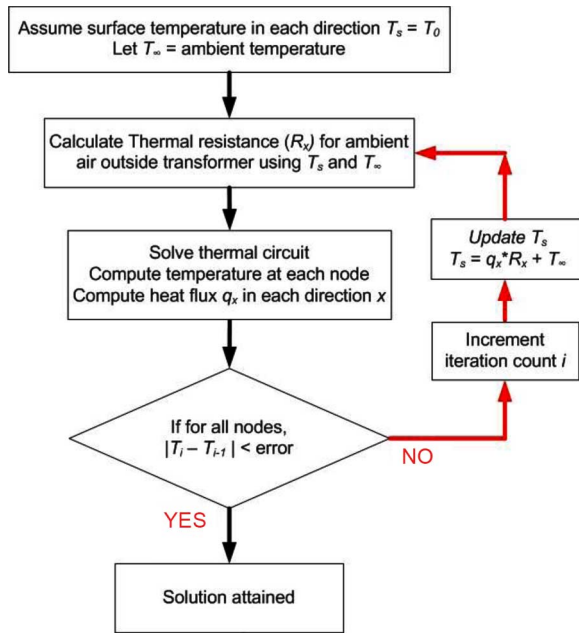 Assume surface temperature in each direction Tₛ = T₀
Let T∞ = ambient temperature
Calculate Thermal resistance (Rₓ) for ambient
air outside transformer using Tₛ and T∞
Solve thermal circuit
Compute temperature at each node
Compute heat flux qₓ in each direction x
If for all nodes,
|Tᵢ – Tᵢ₋₁ | < error
NO
Increment
iteration count i
Update Tₛ
Tₛ = qₓ*Rₓ + T∞
YES
Solution attained